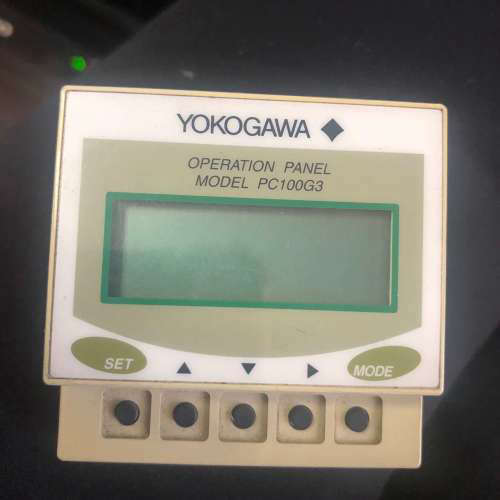 YOKOGAWA
OPERATION PANEL
MODEL PC100G3
SET
MODE